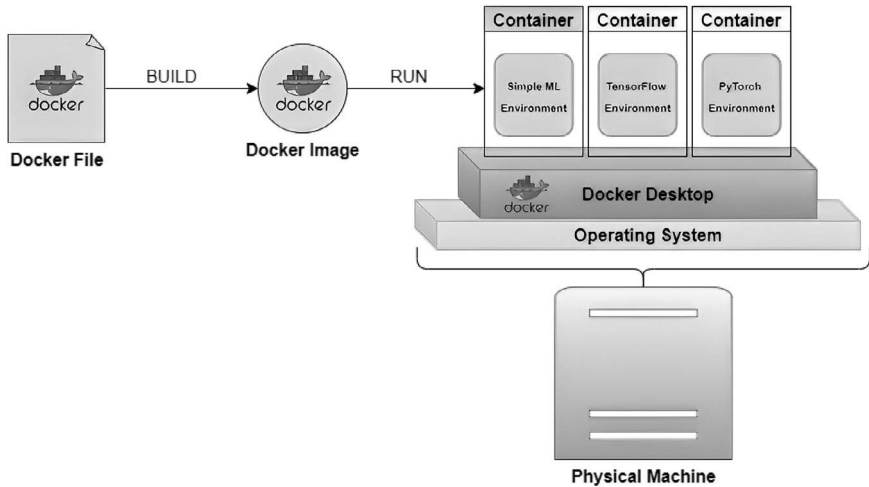 docker
Docker File
BUILD
docker
Docker Image
RUN
Container
Simple ML
Environment
Container
TensorFlow
Environment
Container
PyTorch
Environment
docker
Docker Desktop
Operating System
Physical Machine